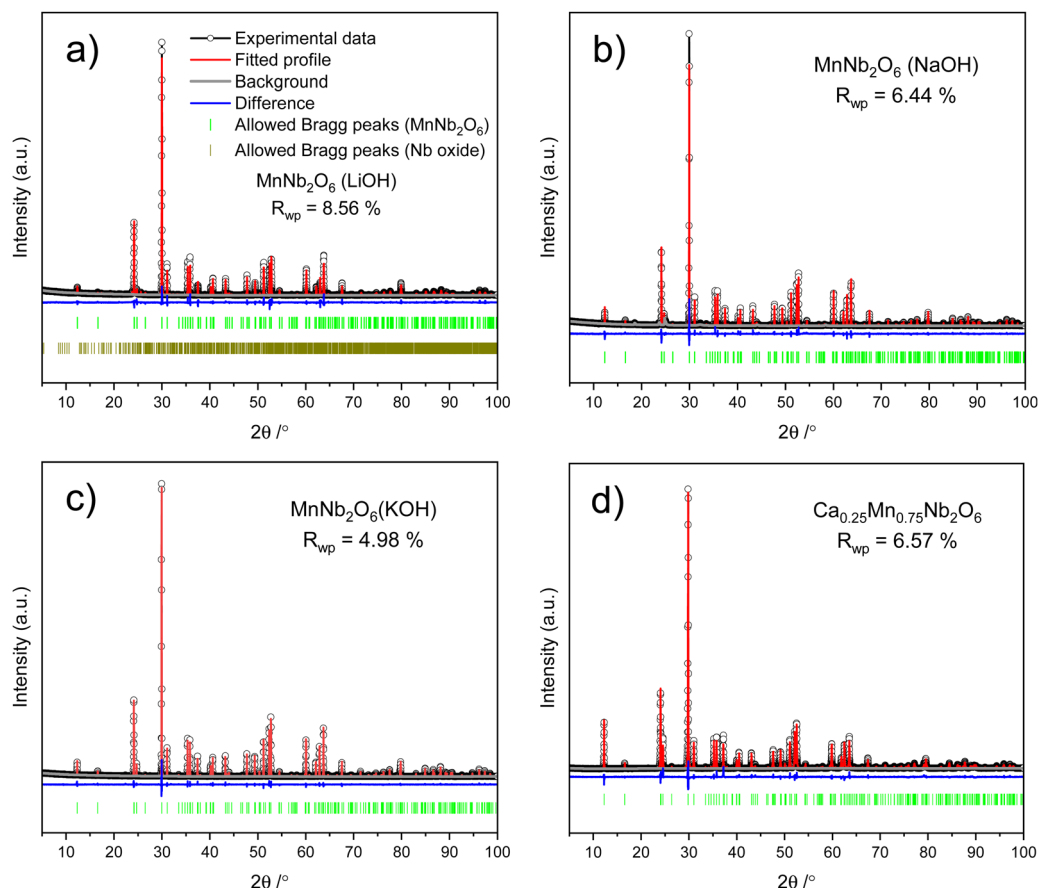 a)
Experimental data
Fitted profile
Background
Difference
Allowed Bragg peaks (MnNb₂O₆)
Allowed Bragg peaks (Nb oxide)
MnNb₂O₆ (LiOH)
Rwp = 8.56 %
Intensity (a.u.)
10 20 30 40 50 60 70 80 90 100
2θ /°
b)
MnNb₂O₆ (NaOH)
Rwp = 6.44 %
Intensity (a.u.)
10 20 30 40 50 60 70 80 90 100
2θ /°
c)
MnNb₂O₆(KOH)
Rwp = 4.98 %
Intensity (a.u.)
10 20 30 40 50 60 70 80 90 100
2θ /°
d)
Ca₀.₂₅Mn₀.₇₅Nb₂O₆
Rwp = 6.57 %
Intensity (a.u.)
10 20 30 40 50 60 70 80 90 100
2θ /°